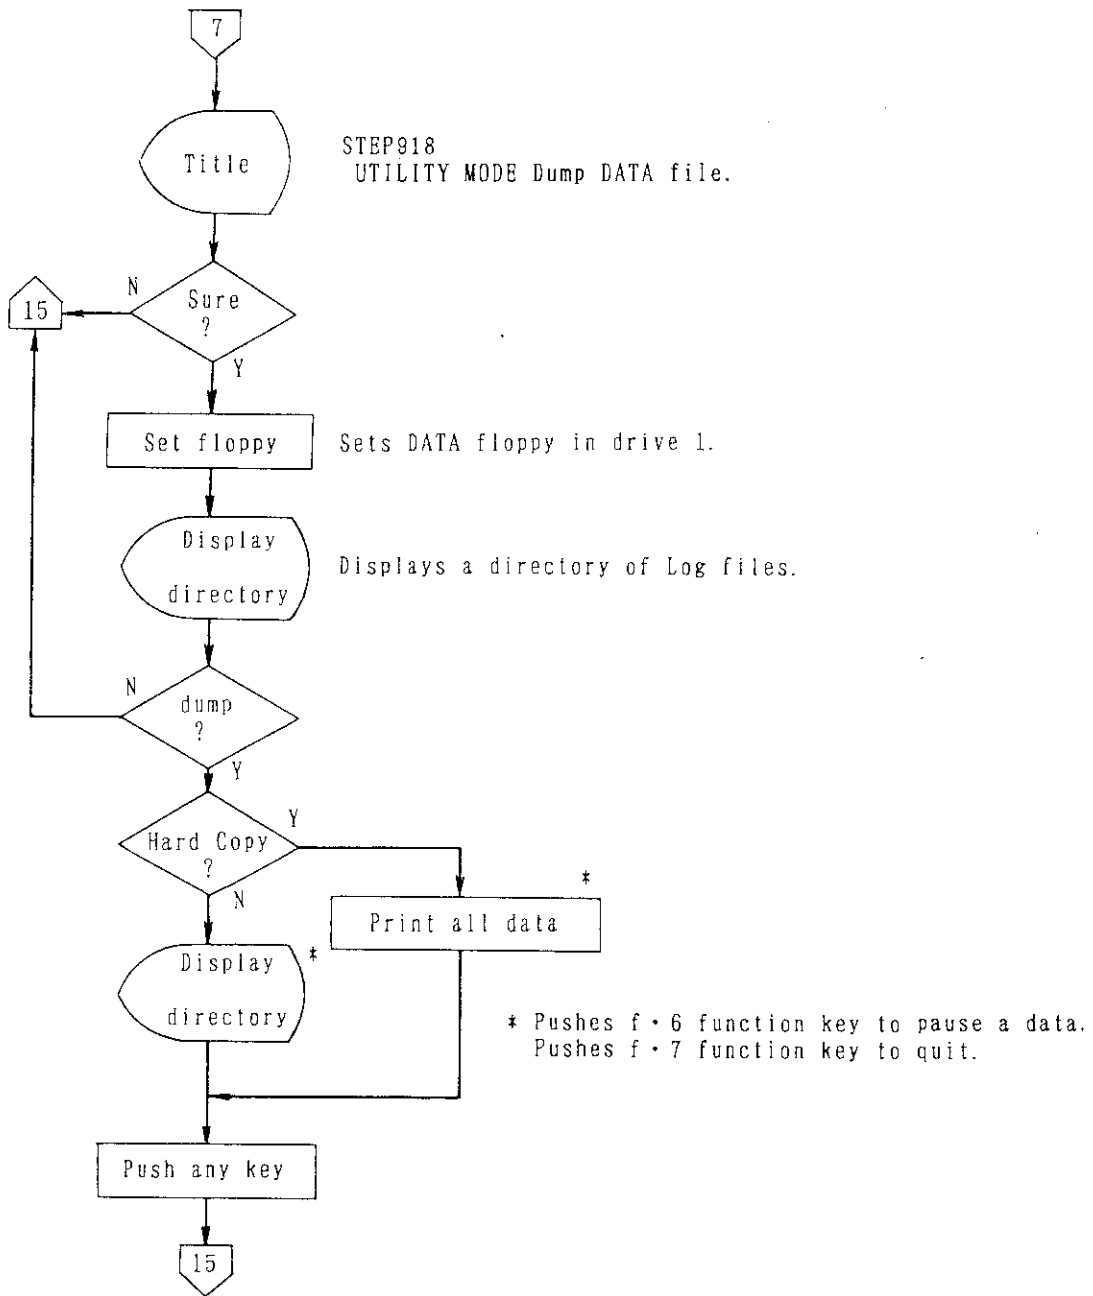 7
Title
STEP918
UTILITY MODE Dump DATA file.
N
15
Sure
?
Y
Set floppy
Sets DATA floppy in drive 1.
Display
directory
Displays a directory of Log files.
N
dump
?
Y
Hard Copy
?
Y
N
*
Print all data
Display
directory
*
* Pushes f・6 function key to pause a data.
Pushes f・7 function key to quit.
Push any key
15